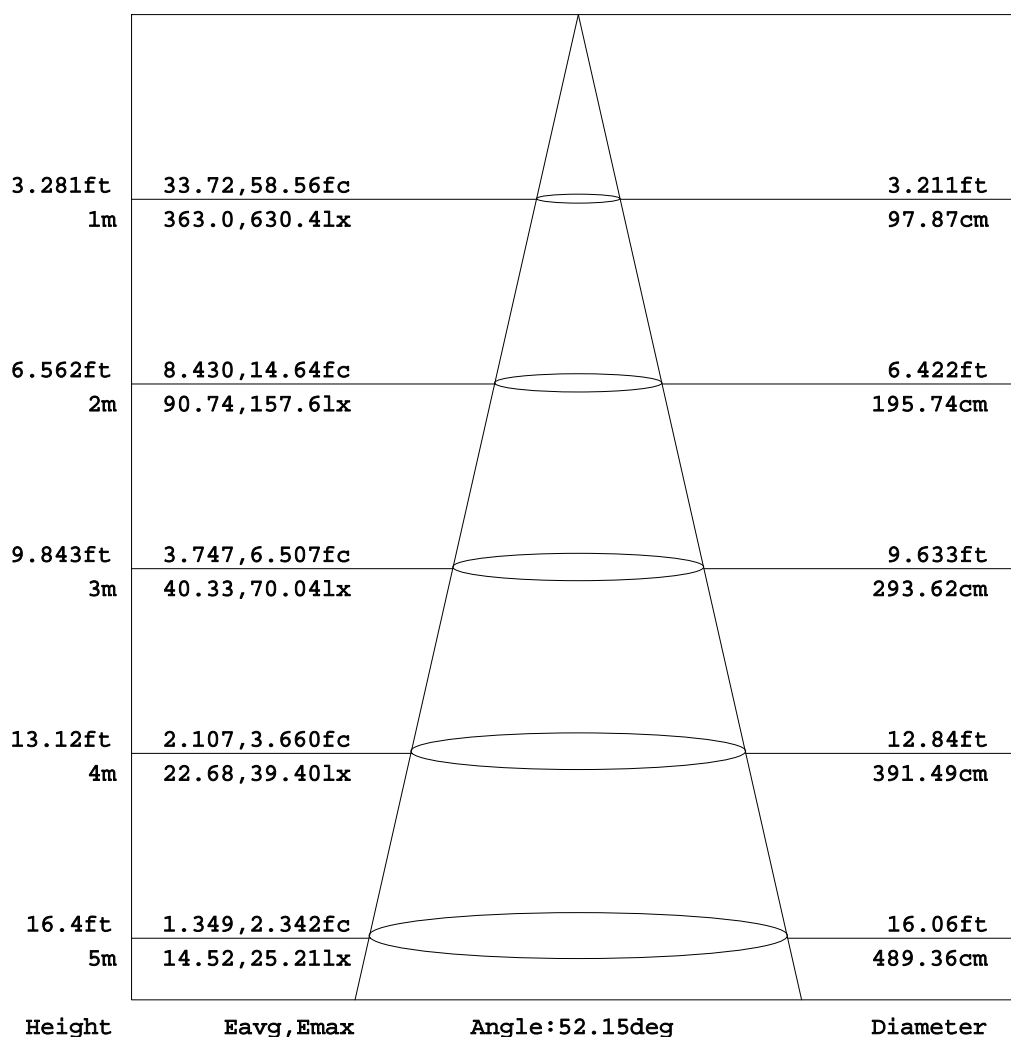 3.281ft 33.72,58.56fc 3.211ft
1m 363.0,630.4lx 97.87cm
6.562ft 8.430,14.64fc 6.422ft
2m 90.74,157.6lx 195.74cm
9.843ft 3.747,6.507fc 9.633ft
3m 40.33,70.04lx 293.62cm
13.12ft 2.107,3.660fc 12.84ft
4m 22.68,39.40lx 391.49cm
16.4ft 1.349,2.342fc 16.06ft
5m 14.52,25.21lx 489.36cm
Height Eavg,Emax Angle:52.15deg Diameter